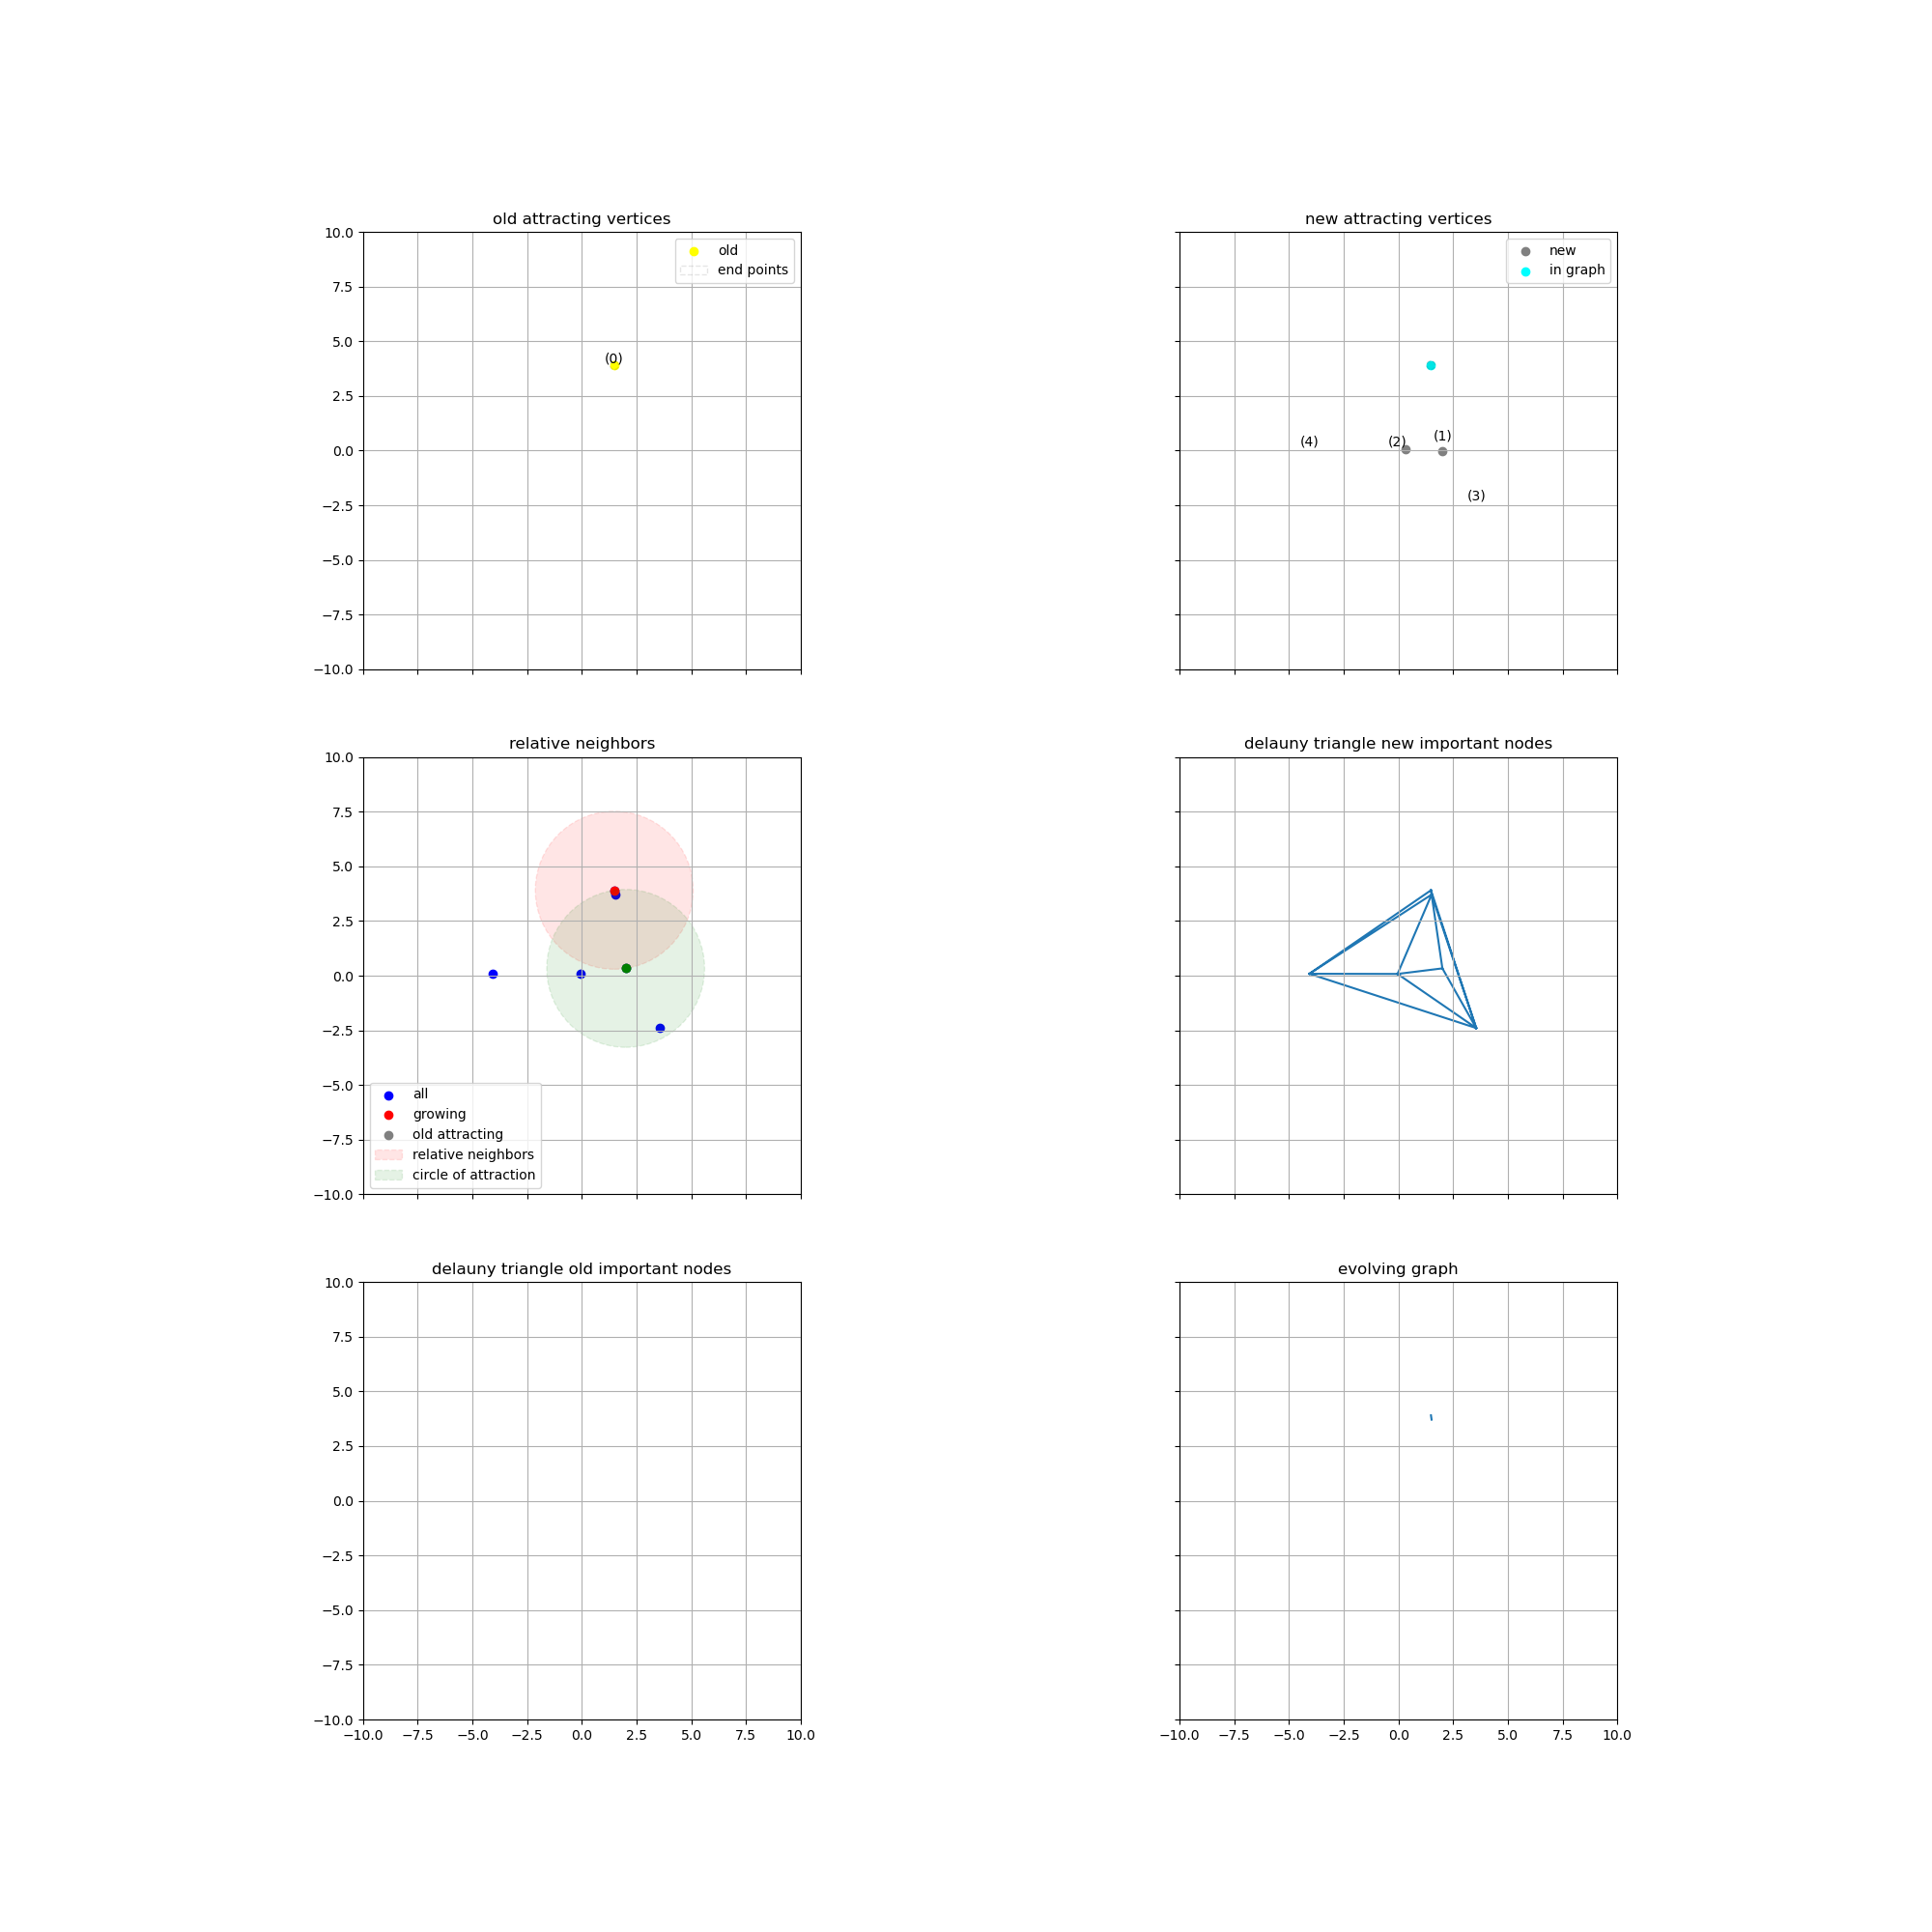 old attracting vertices
10.0
7.5
5.0
2.5
0.0
−2.5
−5.0
−7.5
−10.0
old
end points
(0)
new attracting vertices
new
in graph
(4)
(2)
(1)
(3)
relative neighbors
10.0
7.5
5.0
2.5
0.0
−2.5
−5.0
−7.5
−10.0
all
growing
old attracting
relative neighbors
circle of attraction
delauny triangle new important nodes
delauny triangle old important nodes
10.0
7.5
5.0
2.5
0.0
−2.5
−5.0
−7.5
−10.0
−10.0 −7.5 −5.0 −2.5 0.0 2.5 5.0 7.5 10.0
evolving graph
−10.0 −7.5 −5.0 −2.5 0.0 2.5 5.0 7.5 10.0